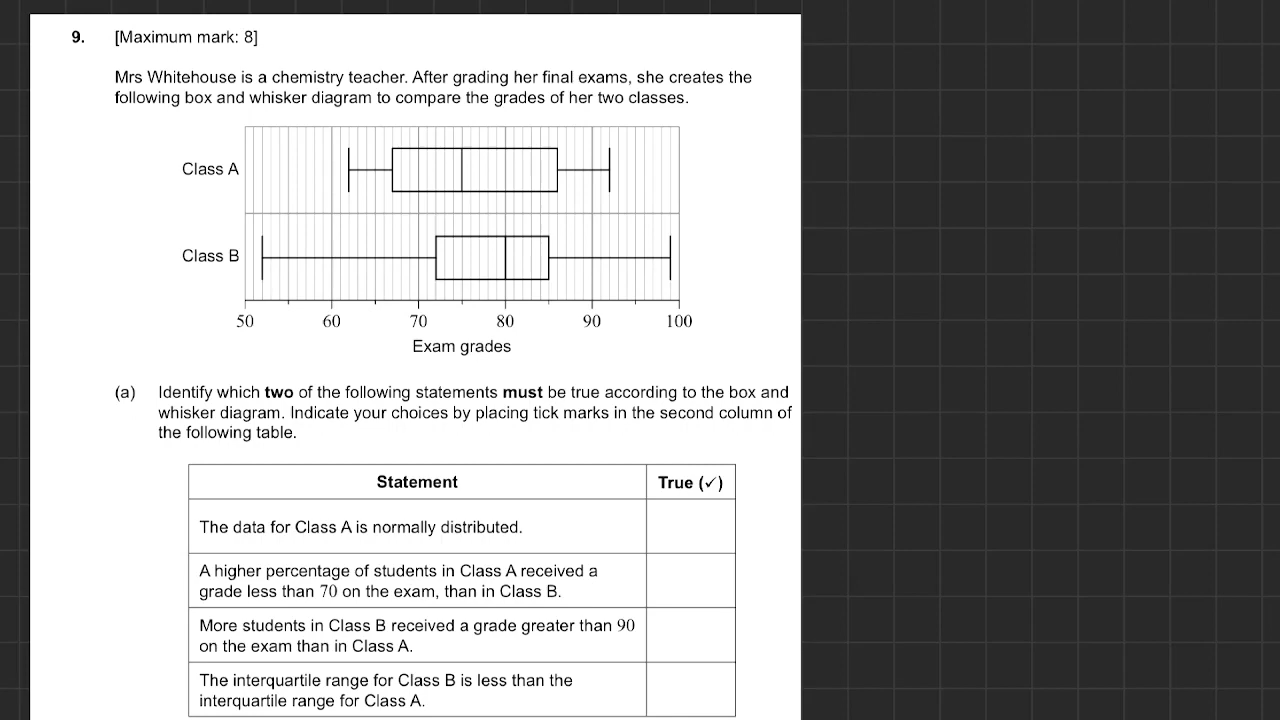 9. [Maximum mark: 8]
Mrs Whitehouse is a chemistry teacher. After grading her final exams, she creates the
following box and whisker diagram to compare the grades of her two classes.
Class A
Class B
50 60 70 80 90 100
Exam grades
(a) Identify which two of the following statements must be true according to the box and
whisker diagram. Indicate your choices by placing tick marks in the second column of
the following table.
Statement True (✓)
The data for Class A is normally distributed.
A higher percentage of students in Class A received a
grade less than 70 on the exam, than in Class B.
More students in Class B received a grade greater than 90
on the exam than in Class A.
The interquartile range for Class B is less than the
interquartile range for Class A.